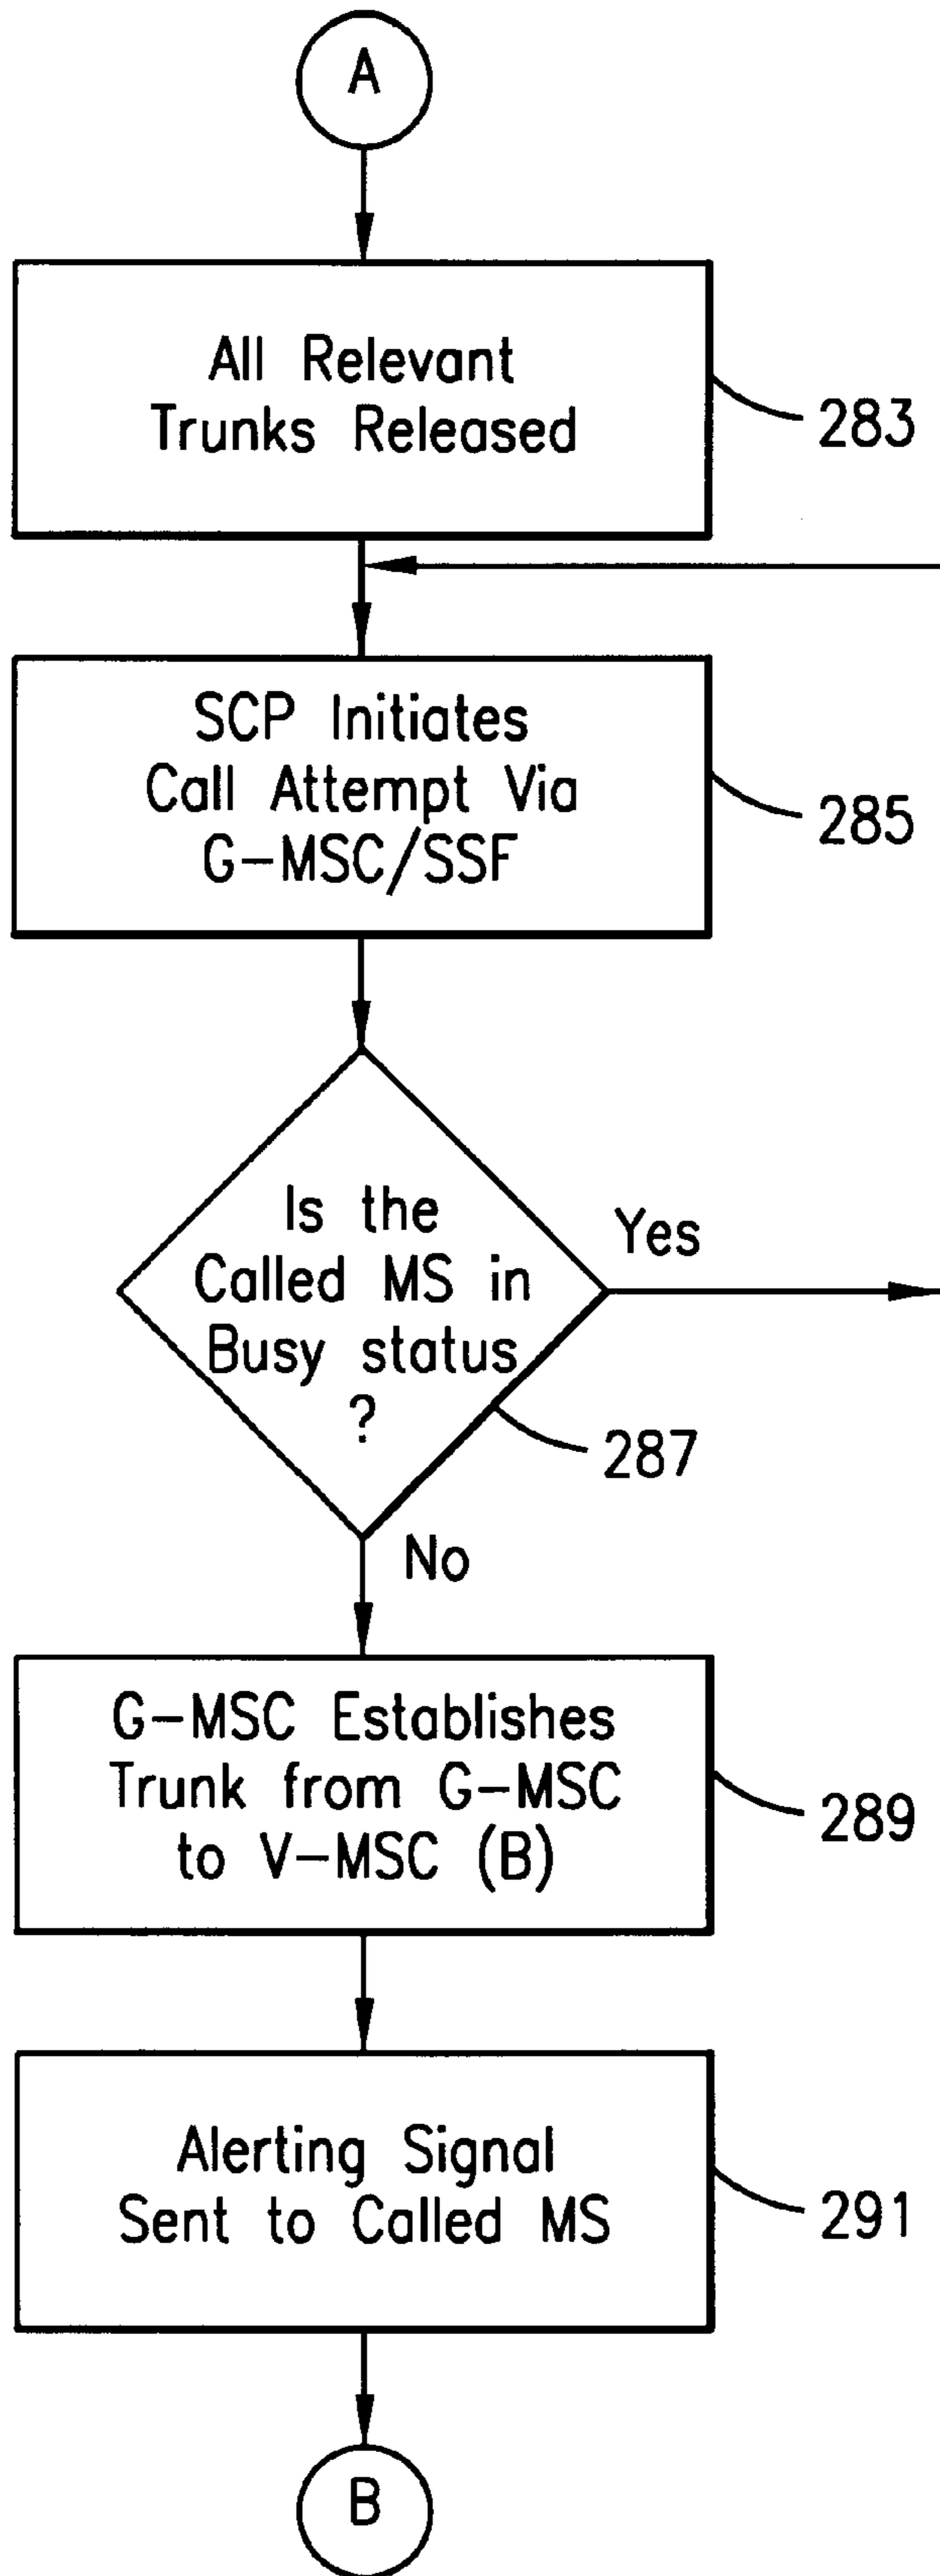 A
All Relevant
Trunks Released
283
SCP Initiates
Call Attempt Via
G-MSC/SSF
285
Is the
Called MS in
Busy status
?
Yes
287
No
G-MSC Establishes
Trunk from G-MSC
to V-MSC (B)
289
Alerting Signal
Sent to Called MS
291
B